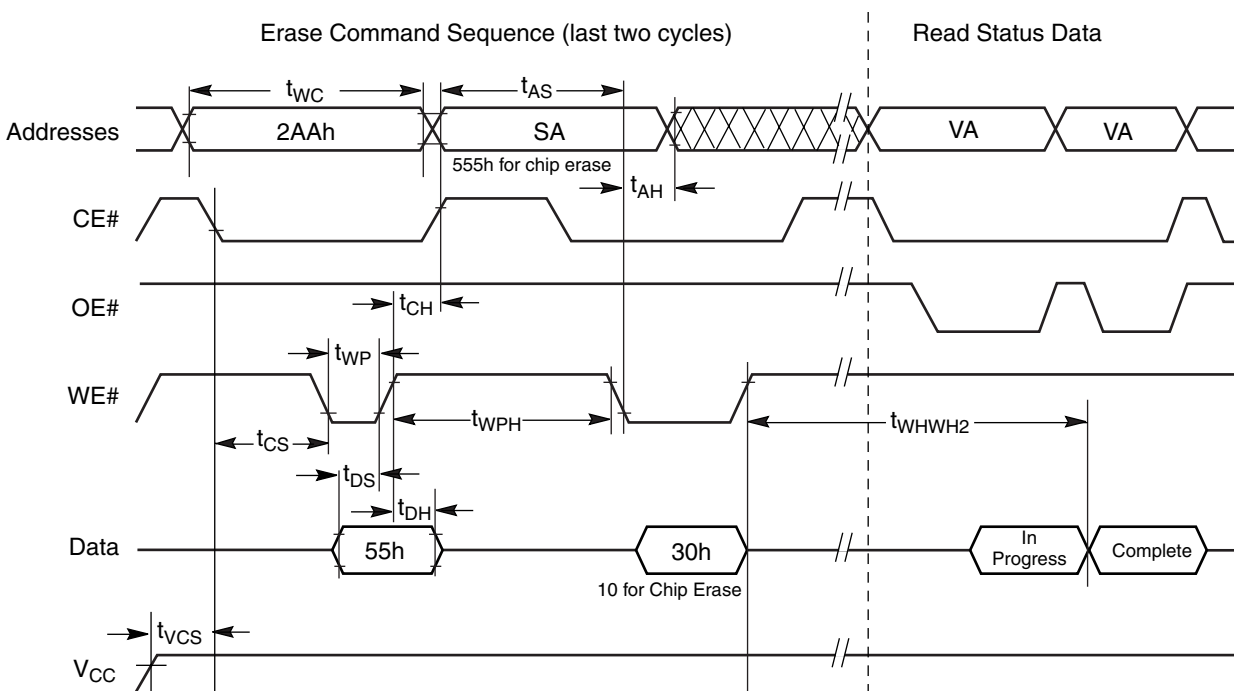 Erase Command Sequence (last two cycles) Read Status Data
tWC tAS
Addresses 2AAh SA VA VA
555h for chip erase
tAH
CE#
OE#
tCH
tWP
WE#
tWPH tWHWH2
tCS
tDS
tDH
Data 55h 30h In Progress Complete
10 for Chip Erase
tVCS
VCC